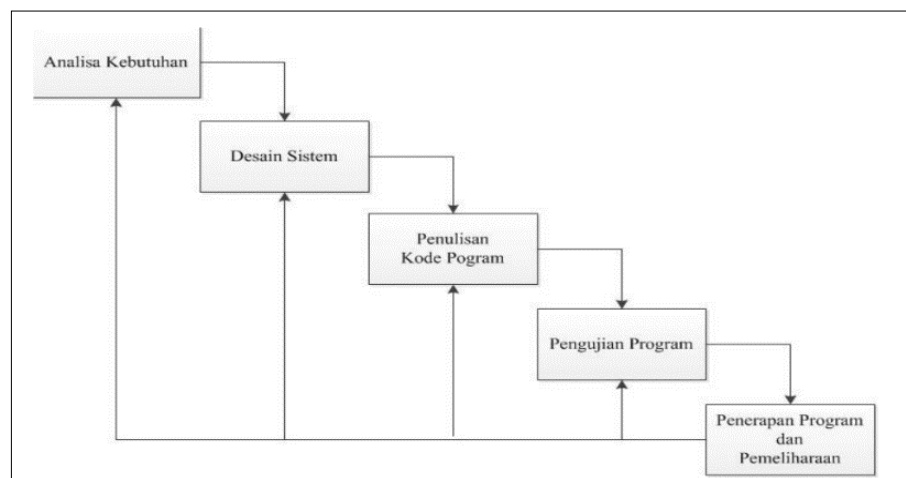 Analisa Kebutuhan
Desain Sistem
Penulisan
Kode Pogram
Pengujian Program
Penerapan Program
dan
Pemeliharaan